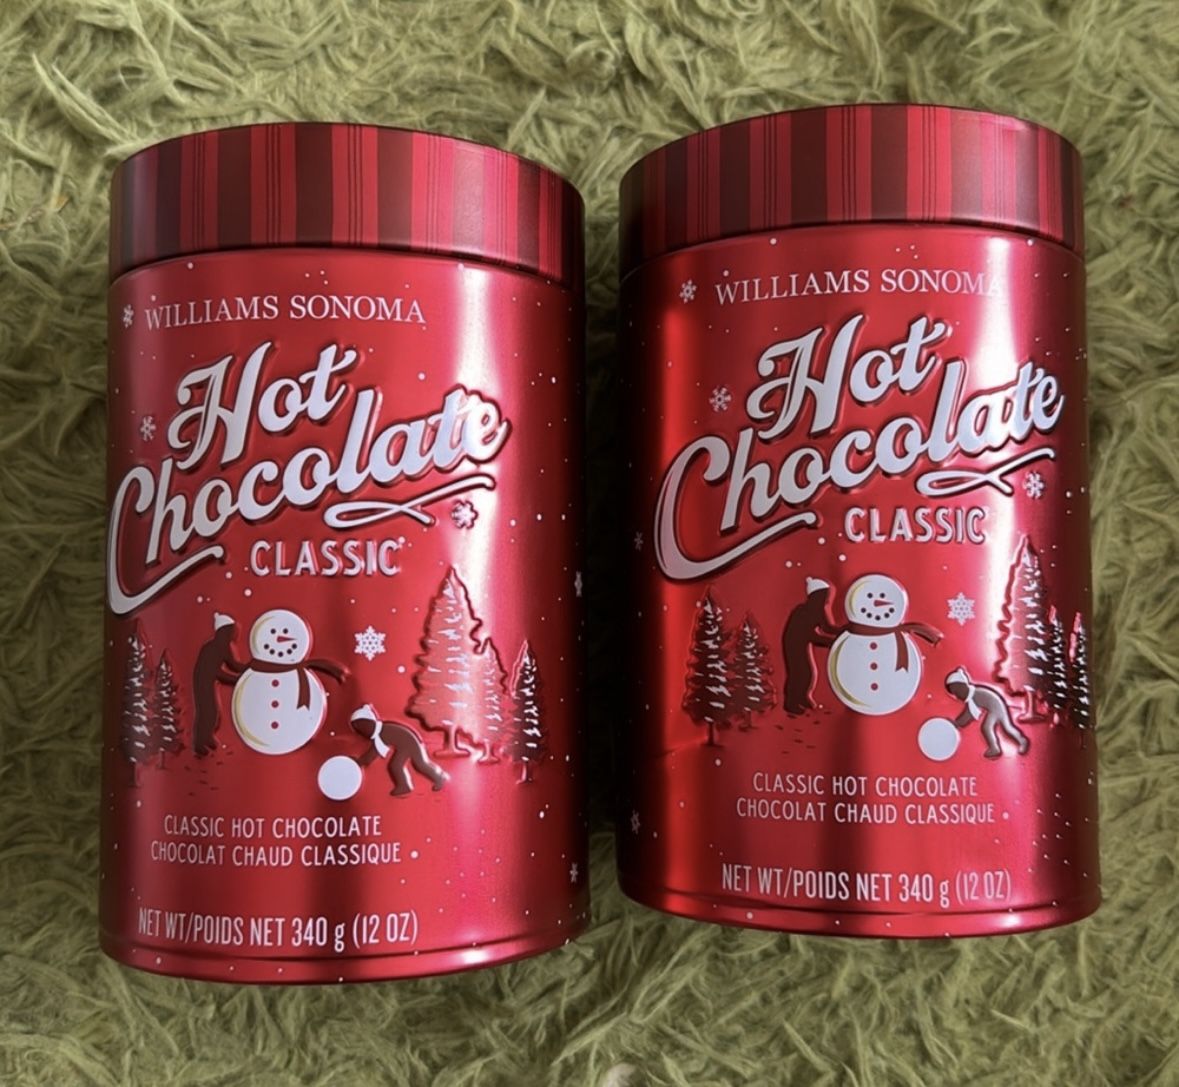 WILLIAMS SONOMA
Hot
Chocolate
CLASSIC
CLASSIC HOT CHOCOLATE
CHOCOLAT CHAUD CLASSIQUE
NET WT/POIDS NET 340 g (12 OZ)
WILLIAMS SONOMA
Hot
Chocolate
CLASSIC
CLASSIC HOT CHOCOLATE
CHOCOLAT CHAUD CLASSIQUE
NET WT/POIDS NET 340 g (12 OZ)